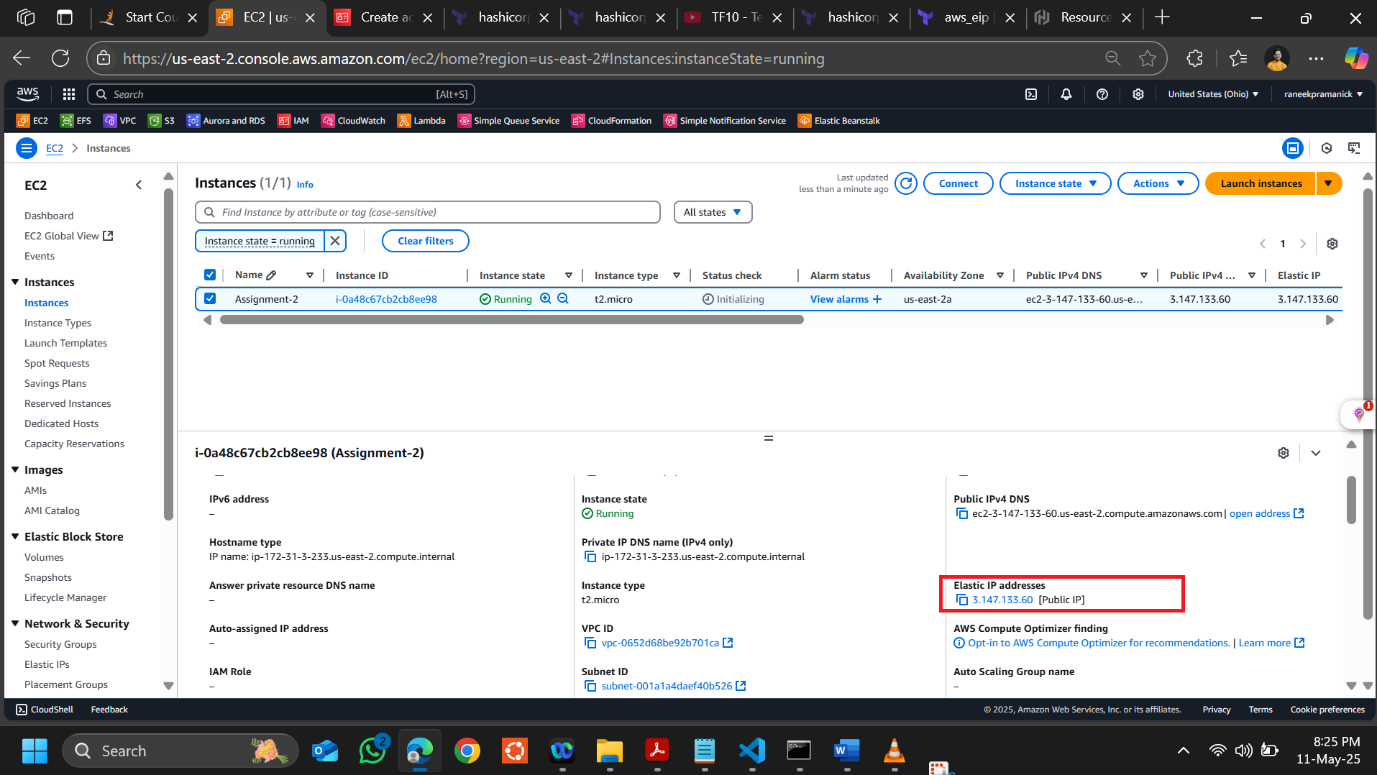 Start Cou
EC2 | us-
Create ac
hashicorp
hashicorp
TF10 - Te
hashicorp
aws_eip
Resource
https://us-east-2.console.aws.amazon.com/ec2/home?region=us-east-2#Instances:instanceState=running
aws
Search
[Alt+S]
United States (Ohio)
raneekpramanick
EC2
EFS
VPC
S3
Aurora and RDS
IAM
CloudWatch
Lambda
Simple Queue Service
CloudFormation
Simple Notification Service
Elastic Beanstalk
EC2 > Instances
EC2
Dashboard
EC2 Global View
Events
Instances
Instances
Instance Types
Launch Templates
Spot Requests
Savings Plans
Reserved Instances
Dedicated Hosts
Capacity Reservations
Images
AMIs
AMI Catalog
Elastic Block Store
Volumes
Snapshots
Lifecycle Manager
Network & Security
Security Groups
Elastic IPs
Placement Groups
Instances (1/1) Info
Last updated
less than a minute ago
Connect
Instance state
Actions
Launch instances
Find Instance by attribute or tag (case-sensitive)
All states
Instance state = running
Clear filters
1
Name Instance ID Instance state Instance type Status check Alarm status Availability Zone Public IPv4 DNS Public IPv4 ... Elastic IP
Assignment-2 i-0a48c67cb2cb8ee98 Running t2.micro Initializing View alarms + us-east-2a ec2-3-147-133-60.us-e... 3.147.133.60 3.147.133.60
1
i-0a48c67cb2cb8ee98 (Assignment-2)
IPv6 address
–
Instance state
Running
Public IPv4 DNS
ec2-3-147-133-60.us-east-2.compute.amazonaws.com | open address
Hostname type
IP name: ip-172-31-3-233.us-east-2.compute.internal
Private IP DNS name (IPv4 only)
ip-172-31-3-233.us-east-2.compute.internal
Answer private resource DNS name
–
Instance type
t2.micro
Elastic IP addresses
3.147.133.60 [Public IP]
Auto-assigned IP address
–
VPC ID
vpc-0652d68be92b701ca
AWS Compute Optimizer finding
Opt-in to AWS Compute Optimizer for recommendations. | Learn more
IAM Role
–
Subnet ID
subnet-001a1a4daef40b526
Auto Scaling Group name
–
CloudShell
Feedback
© 2025, Amazon Web Services, Inc. or its affiliates.
Privacy
Terms
Cookie preferences
Search
2
8:25 PM
11-May-25